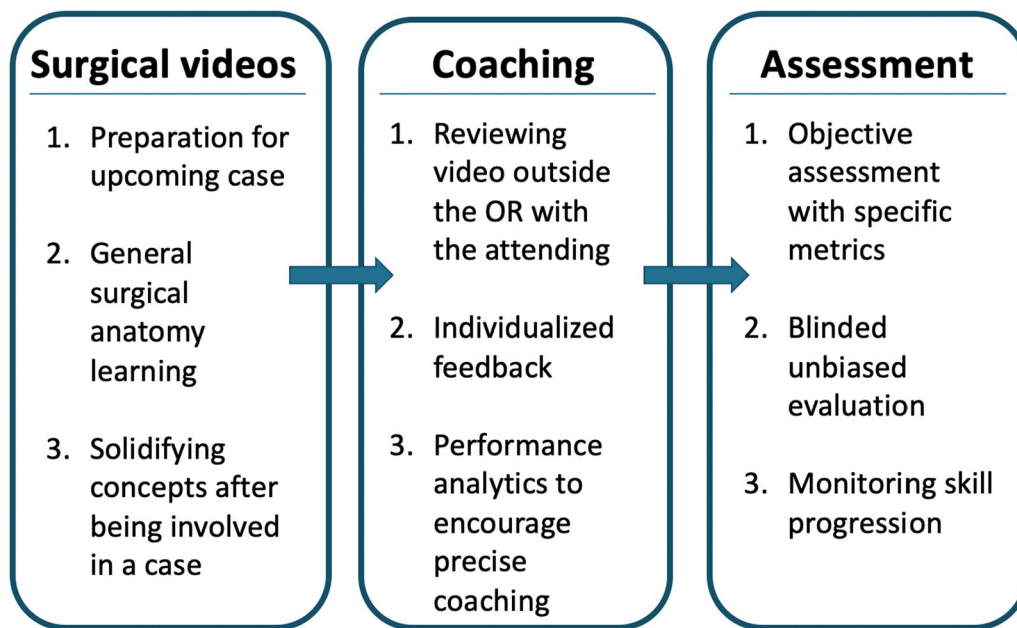 Surgical videos
1. Preparation for
upcoming case
2. General
surgical
anatomy
learning
3. Solidifying
concepts after
being involved
in a case
Coaching
1. Reviewing
video outside
the OR with
the attending
2. Individualized
feedback
3. Performance
analytics to
encourage
precise
coaching
Assessment
1. Objective
assessment
with specific
metrics
2. Blinded
unbiased
evaluation
3. Monitoring skill
progression